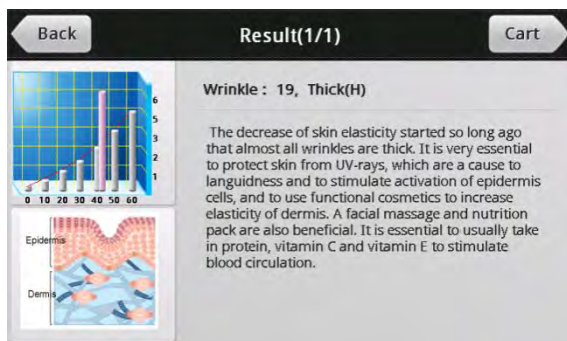 Back
Result(1/1)
Cart
Wrinkle : 19, Thick(H)
The decrease of skin elasticity started so long ago
that almost all wrinkles are thick. It is very essential
to protect skin from UV-rays, which are a cause to
languidness and to stimulate activation of epidermis
cells, and to use functional cosmetics to increase
elasticity of dermis. A facial massage and nutrition
pack are also beneficial. It is essential to usually take
in protein, vitamin C and vitamin E to stimulate
blood circulation.
6
5
3
2
1
0 10 20 30 40 50 60
Epidermis
Dermis